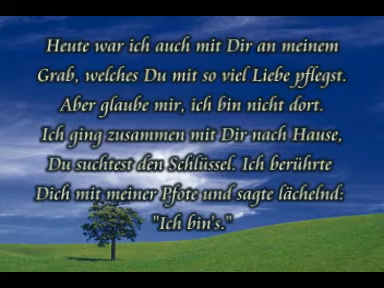 Heute war ich auch mit Dir an meinem
Grab, welches Du mit so viel Liebe pflegst.
Aber glaube mir, ich bin nicht dort.
Ich ging zusammen mit Dir nach Hause,
Du suchtest den Schlüssel. Ich berührte
Dich mit meiner Pfote und sagte lächelnd:
"Ich bin's."